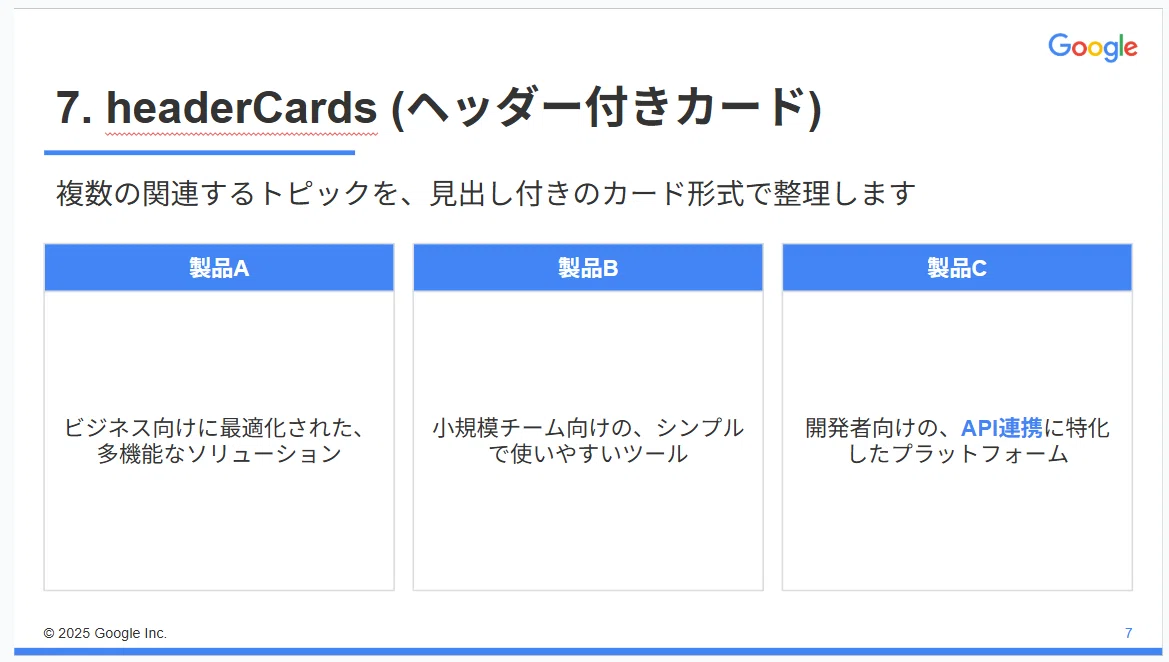 Google
7. headerCards (ヘッダー付きカード)
複数の関連するトピックを、見出し付きのカード形式で整理します
製品A
ビジネス向けに最適化された、
多機能なソリューション
製品B
小規模チーム向けの、シンプル
で使いやすいツール
製品C
開発者向けの、API連携に特化
したプラットフォーム
© 2025 Google Inc.
7